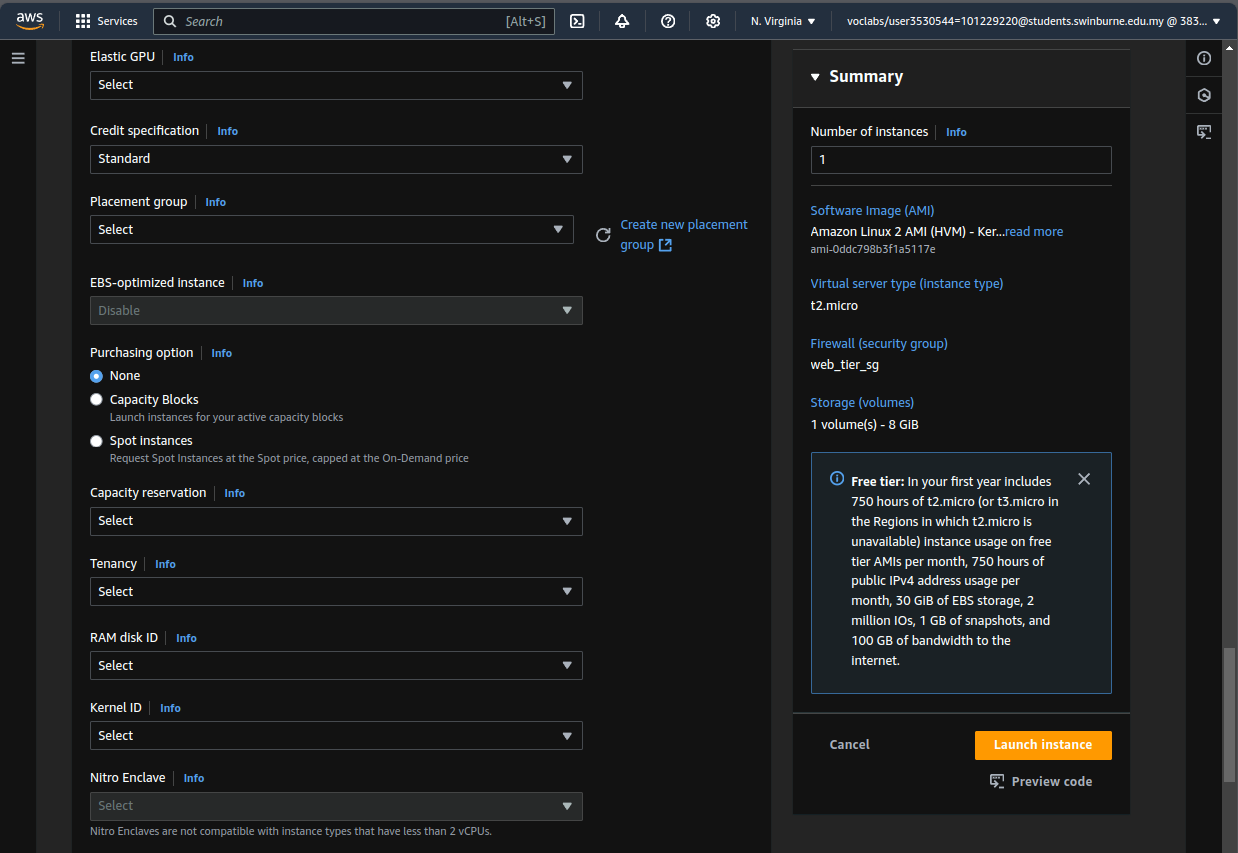 aws
Services
Search
[Alt+S]
N. Virginia
voclabs/user3530544=101229220@students.swinburne.edu.my @ 383...
Elastic GPU
Info
Select
Credit specification
Info
Standard
Placement group
Info
Select
Create new placement
group
EBS-optimized instance
Info
Disable
Purchasing option
Info
None
Capacity Blocks
Launch instances for your active capacity blocks
Spot instances
Request Spot Instances at the Spot price, capped at the On-Demand price
Capacity reservation
Info
Select
Tenancy
Info
Select
RAM disk ID
Info
Select
Kernel ID
Info
Select
Nitro Enclave
Info
Select
Nitro Enclaves are not compatible with instance types that have less than 2 vCPUs.
Summary
Number of instances
Info
1
Software Image (AMI)
Amazon Linux 2 AMI (HVM) - Ker...read more
ami-0ddc798b3f1a5117e
Virtual server type (instance type)
t2.micro
Firewall (security group)
web_tier_sg
Storage (volumes)
1 volume(s) - 8 GiB
Free tier: In your first year includes
750 hours of t2.micro (or t3.micro in
the Regions in which t2.micro is
unavailable) instance usage on free
tier AMIs per month, 750 hours of
public IPv4 address usage per
month, 30 GiB of EBS storage, 2
million IOs, 1 GB of snapshots, and
100 GB of bandwidth to the
internet.
Cancel
Launch instance
Preview code